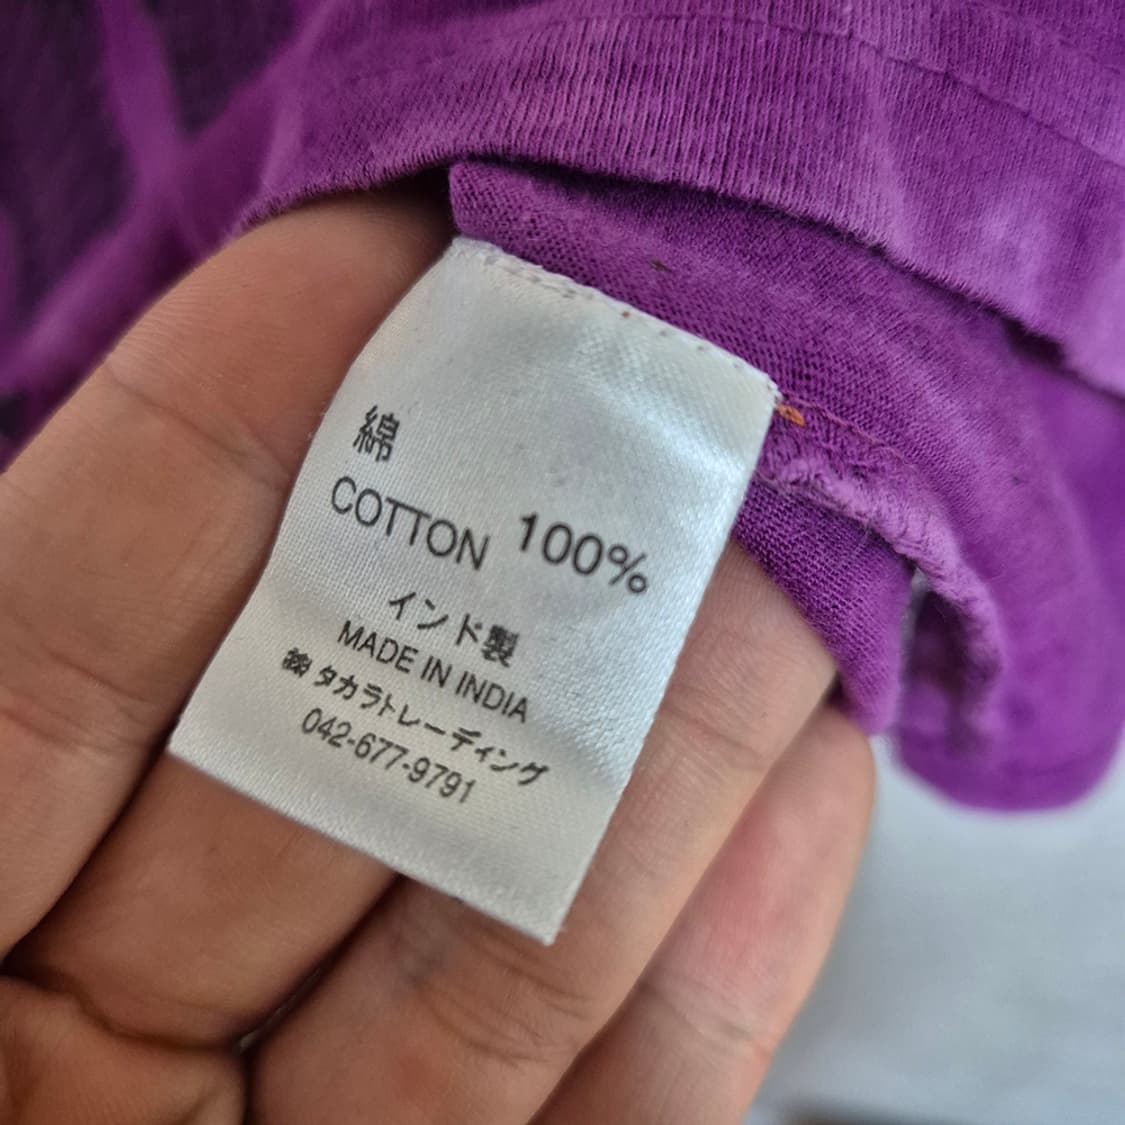 綿
COTTON 100%
インド製
MADE IN INDIA
㈱タカラトレーディング
042-677-9791